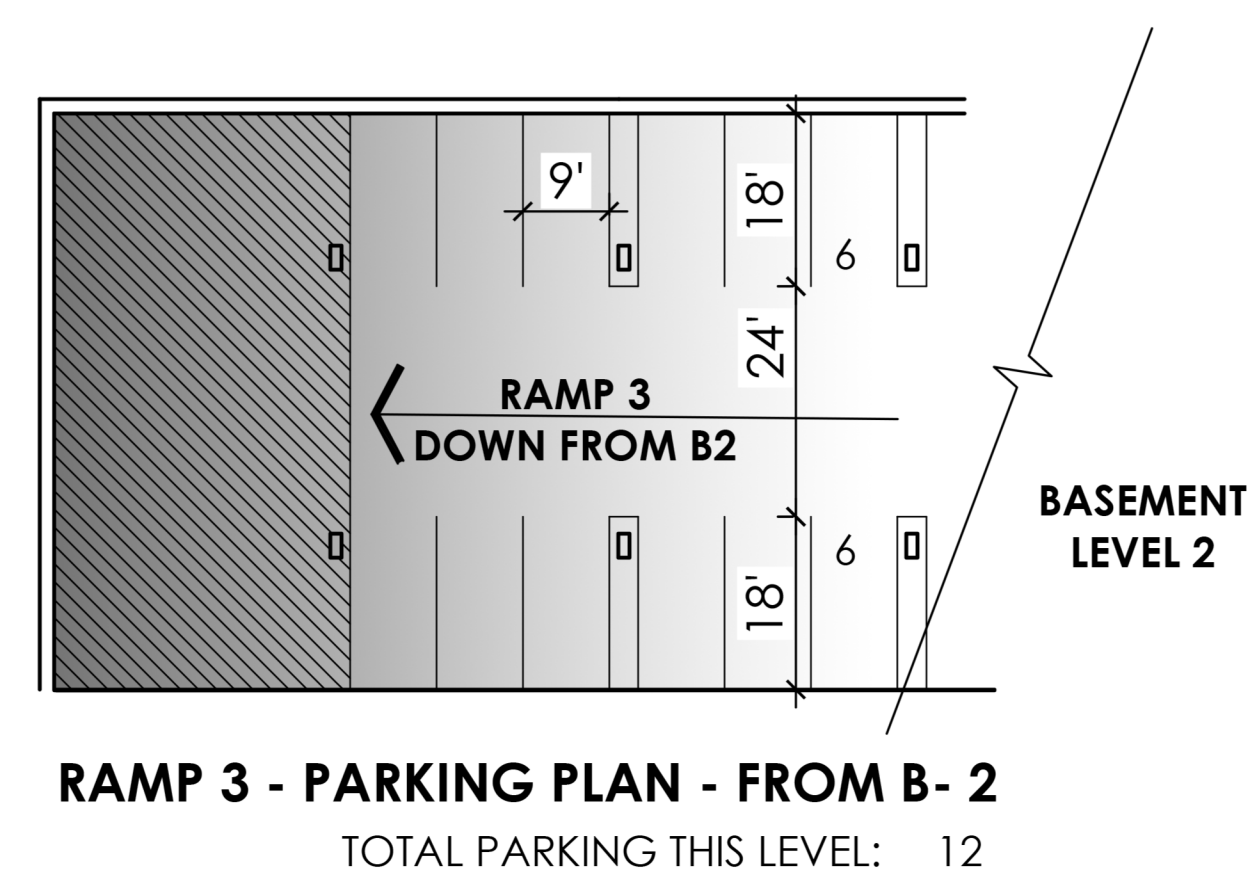 9'
18'
6
24'
RAMP 3
DOWN FROM B2
BASEMENT
LEVEL 2
6
18'
RAMP 3 - PARKING PLAN - FROM B- 2
TOTAL PARKING THIS LEVEL: 12